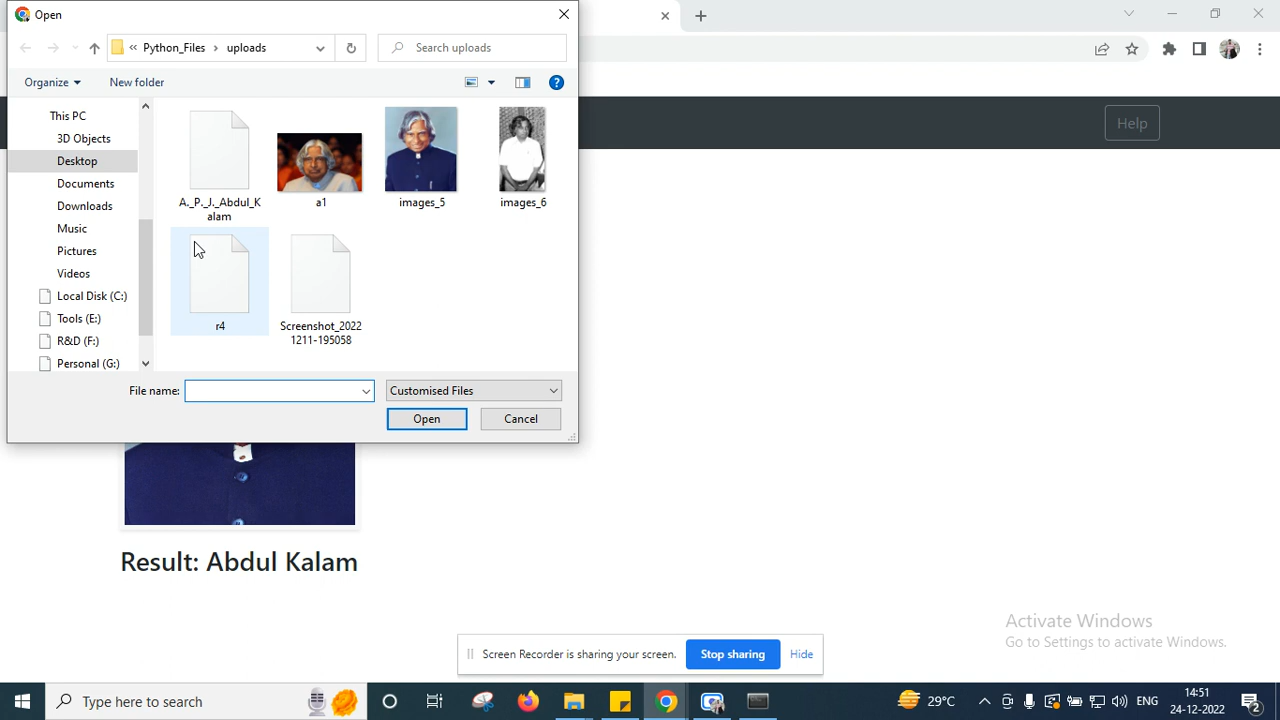 Open
Python_Files
uploads
Search uploads
Organize
New folder
This PC
3D Objects
Desktop
Documents
Downloads
Music
Pictures
Videos
Local Disk (C:)
Tools (E:)
R&D (F:)
Personal (G:)
A._P._J._Abdul_K
alam
a1
images_5
images_6
r4
Screenshot_2022
1211-195058
File name:
Customised Files
Open
Cancel
Help
Result: Abdul Kalam
Activate Windows
Go to Settings to activate Windows.
Screen Recorder is sharing your screen.
Stop sharing
Hide
Type here to search
29°C
ENG
14:51
24-12-2022
2